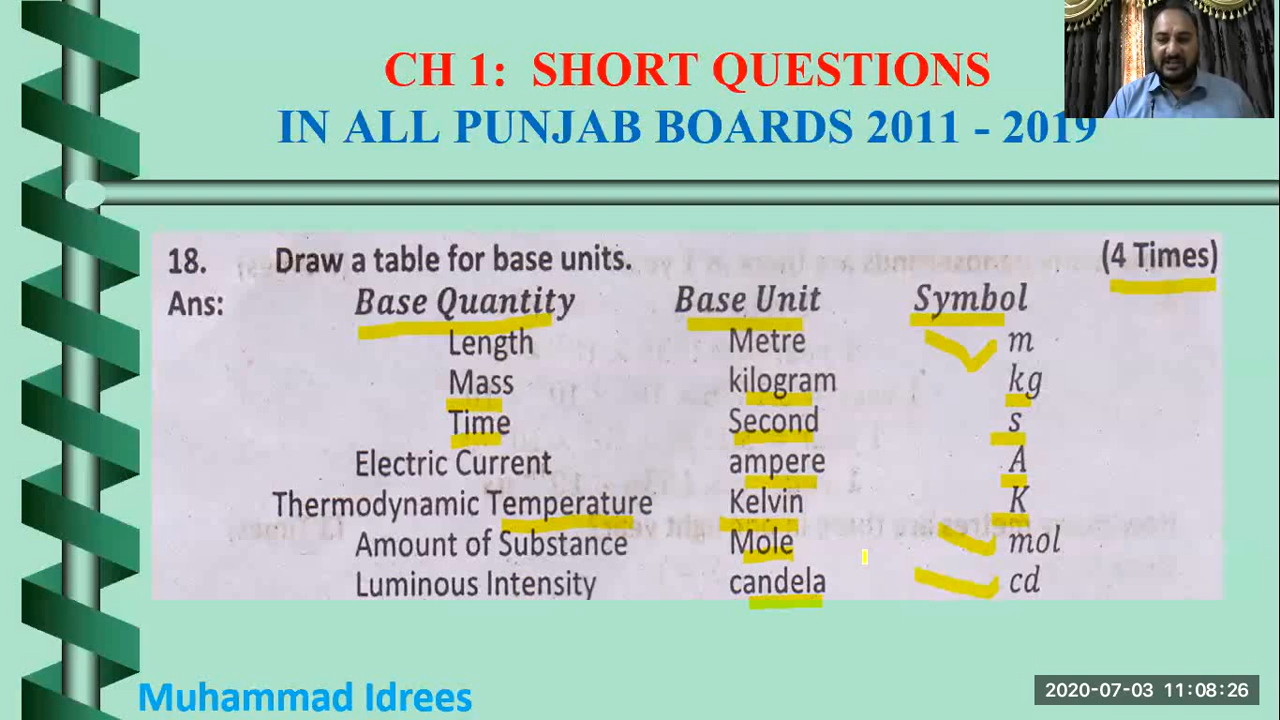 CH 1: SHORT QUESTIONS
IN ALL PUNJAB BOARDS 2011 - 2019
18. Draw a table for base units. (4 Times)
Ans: Base Quantity Base Unit Symbol
Length Metre m
Mass kilogram kg
Time Second s
Electric Current ampere A
Thermodynamic Temperature Kelvin K
Amount of Substance Mole mol
Luminous Intensity candela cd
Muhammad Idrees
2020-07-03 11:08:26